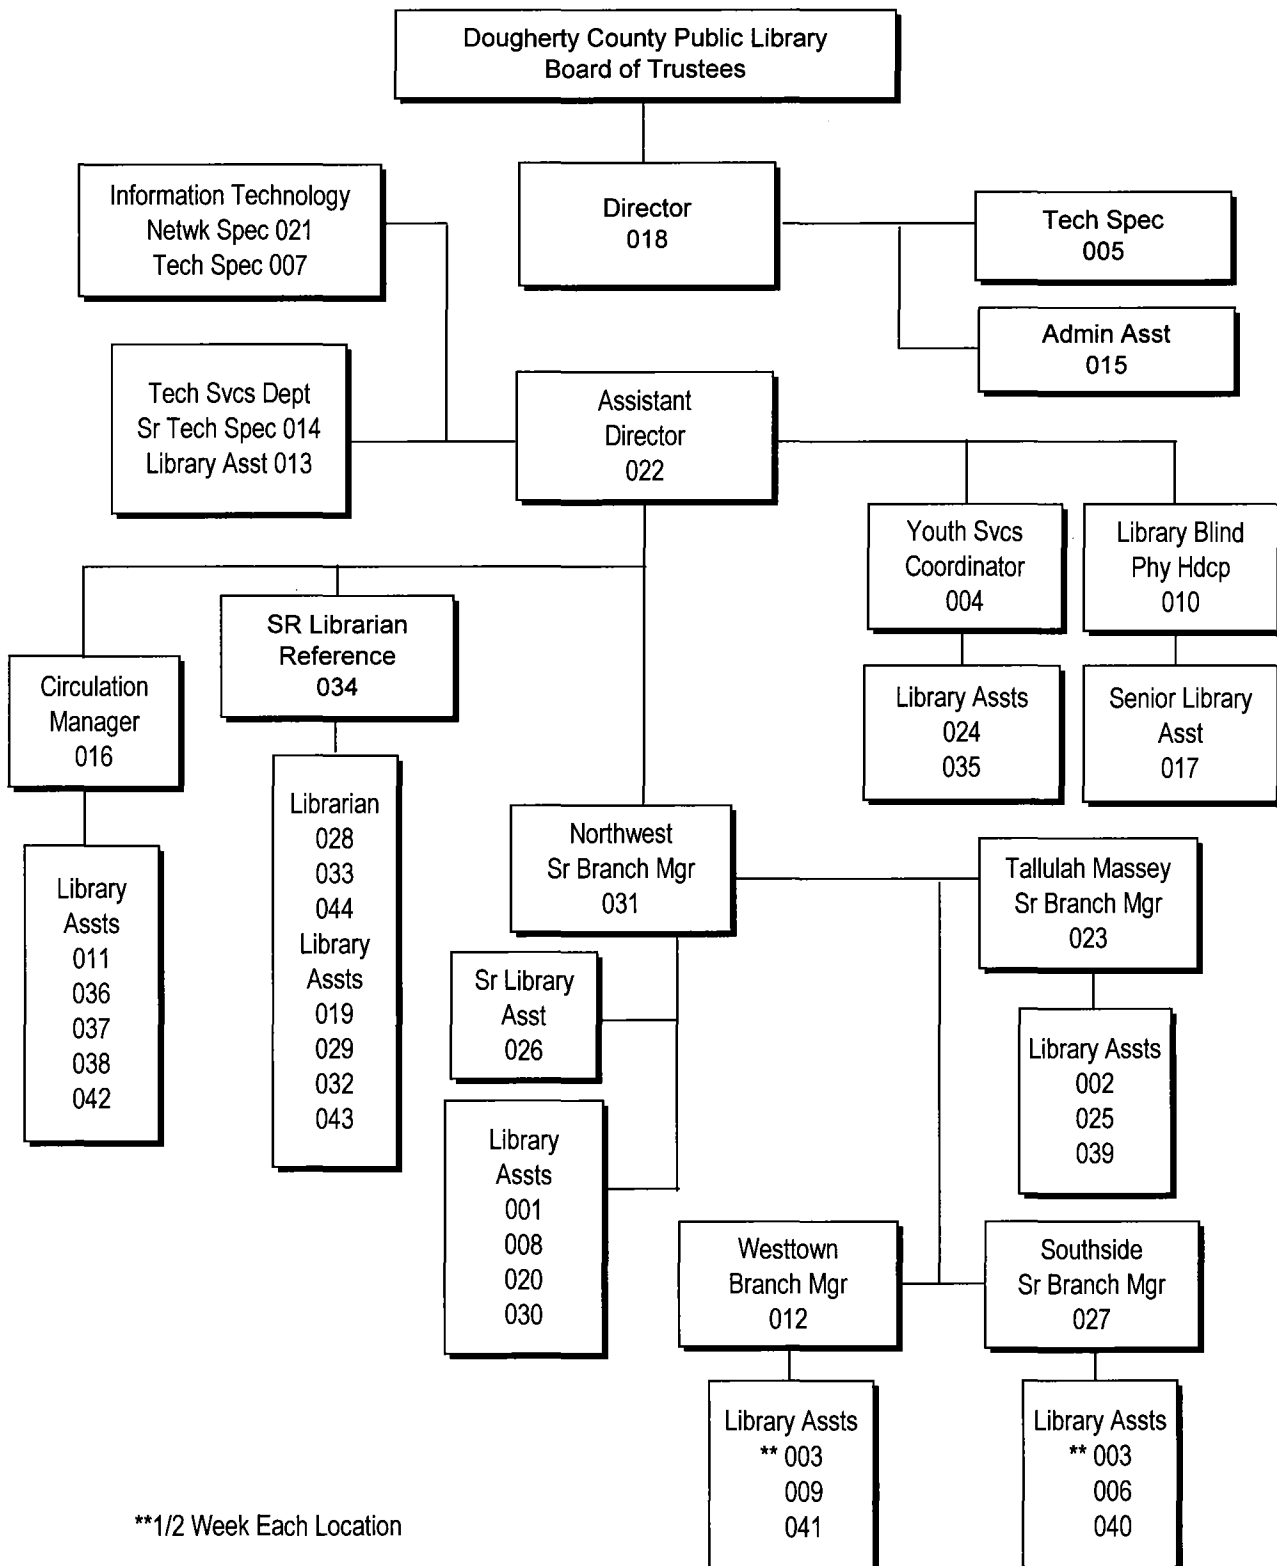 Dougherty County Public Library
Board of Trustees
Information Technology
Netwk Spec 021
Tech Spec 007
Director
018
Tech Spec
005
Admin Asst
015
Tech Svcs Dept
Sr Tech Spec 014
Library Asst 013
Assistant
Director
022
Youth Svcs
Coordinator
004
Library Blind
Phy Hdcp
010
SR Librarian
Reference
034
Circulation
Manager
016
Library Assts
024
035
Senior Library
Asst
017
Librarian
028
033
044
Library
Assts
019
029
032
043
Northwest
Sr Branch Mgr
031
Tallulah Massey
Sr Branch Mgr
023
Library
Assts
011
036
037
038
042
Sr Library
Asst
026
Library Assts
002
025
039
Library
Assts
001
008
020
030
Westtown
Branch Mgr
012
Southside
Sr Branch Mgr
027
Library Assts
** 003
009
041
Library Assts
** 003
006
040
**1/2 Week Each Location